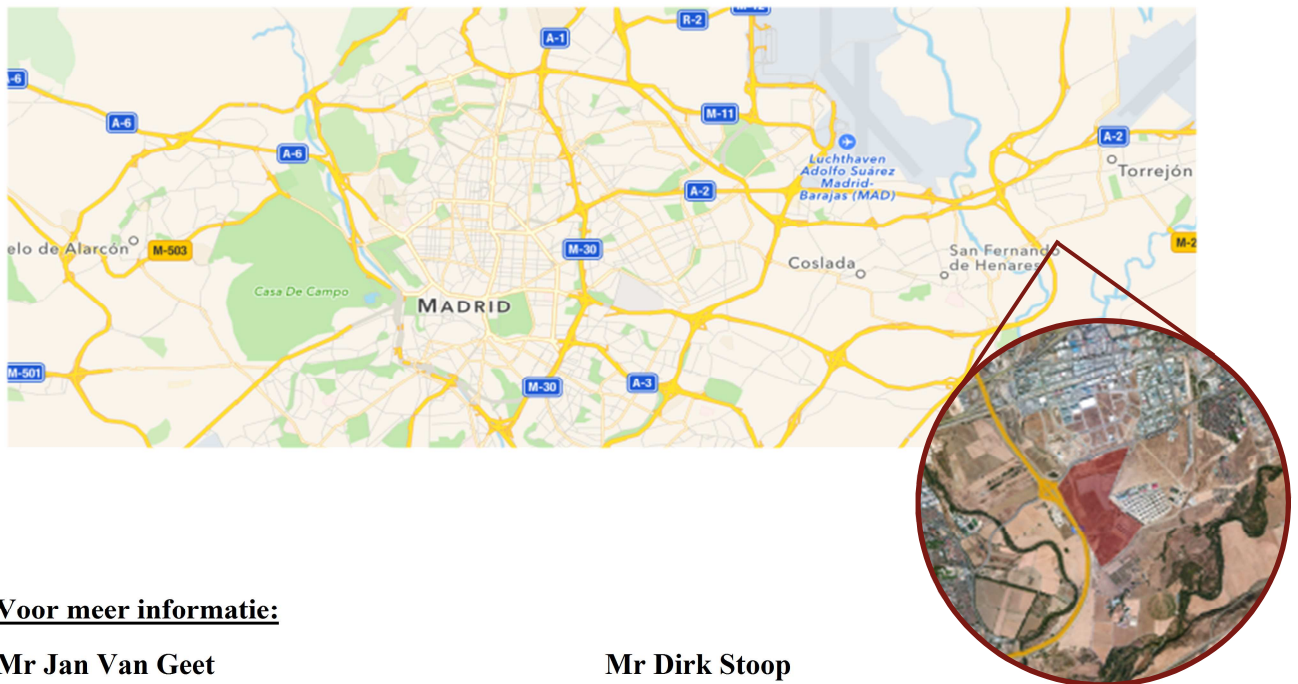 M-12
R-2
A-1
A-6
M-11
A-6
A-2
A-6
Luchthaven
Adolfo Suárez
Madrid-
Barajas (MAD)
Torrejón
A-2
elo de Alarcón
M-503
M-30
San Fernando
de Henares
M-2
Coslada
Casa De Campo
MADRID
M-501
M-30
A-3
Voor meer informatie:
Mr Jan Van Geet
Mr Dirk Stoop